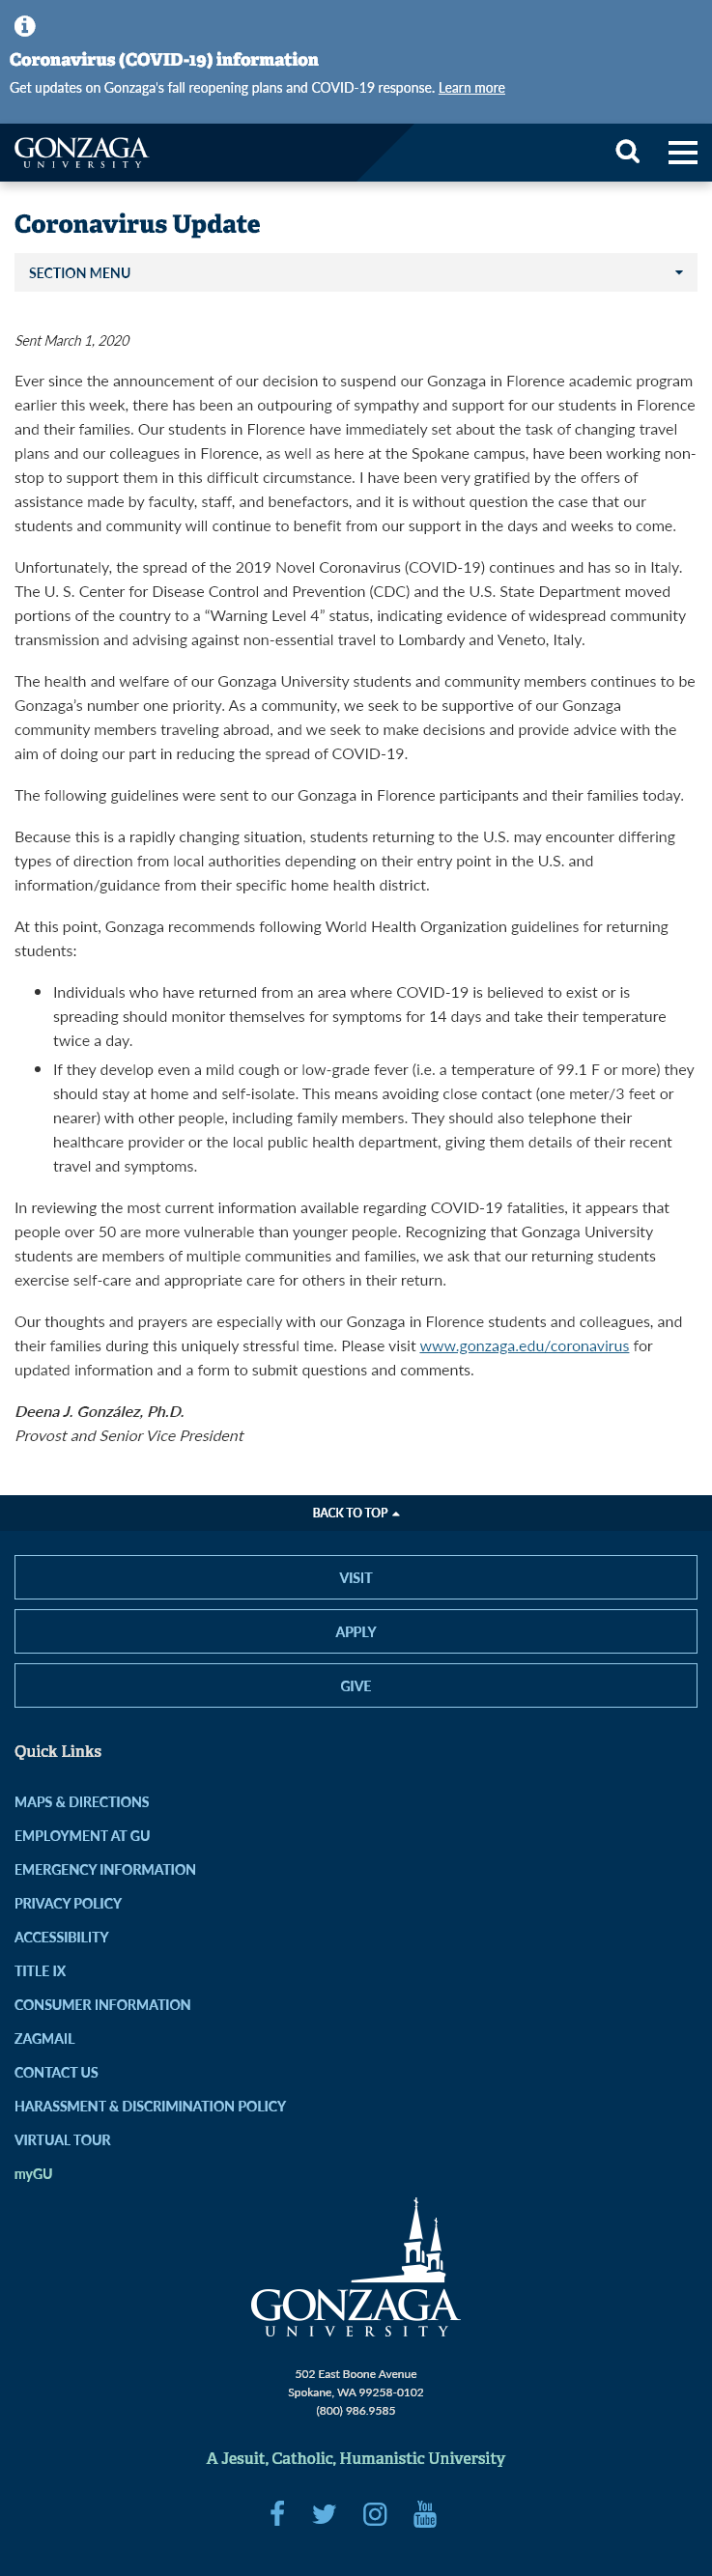 Coronavirus (COVID-19) information
Get updates on Gonzaga's fall reopening plans and COVID-19 response. Learn more
GONZAGA
UNIVERSITY
Coronavirus Update
SECTION MENU
Sent March 1, 2020
Ever since the announcement of our decision to suspend our Gonzaga in Florence academic program
earlier this week, there has been an outpouring of sympathy and support for our students in Florence
and their families. Our students in Florence have immediately set about the task of changing travel
plans and our colleagues in Florence, as well as here at the Spokane campus, have been working non-
stop to support them in this difficult circumstance. I have been very gratified by the offers of
assistance made by faculty, staff, and benefactors, and it is without question the case that our
students and community will continue to benefit from our support in the days and weeks to come.
Unfortunately, the spread of the 2019 Novel Coronavirus (COVID-19) continues and has so in Italy.
The U. S. Center for Disease Control and Prevention (CDC) and the U.S. State Department moved
portions of the country to a “Warning Level 4” status, indicating evidence of widespread community
transmission and advising against non-essential travel to Lombardy and Veneto, Italy.
The health and welfare of our Gonzaga University students and community members continues to be
Gonzaga’s number one priority. As a community, we seek to be supportive of our Gonzaga
community members traveling abroad, and we seek to make decisions and provide advice with the
aim of doing our part in reducing the spread of COVID-19.
The following guidelines were sent to our Gonzaga in Florence participants and their families today.
Because this is a rapidly changing situation, students returning to the U.S. may encounter differing
types of direction from local authorities depending on their entry point in the U.S. and
information/guidance from their specific home health district.
At this point, Gonzaga recommends following World Health Organization guidelines for returning
students:
• Individuals who have returned from an area where COVID-19 is believed to exist or is
spreading should monitor themselves for symptoms for 14 days and take their temperature
twice a day.
• If they develop even a mild cough or low-grade fever (i.e. a temperature of 99.1 F or more) they
should stay at home and self-isolate. This means avoiding close contact (one meter/3 feet or
nearer) with other people, including family members. They should also telephone their
healthcare provider or the local public health department, giving them details of their recent
travel and symptoms.
In reviewing the most current information available regarding COVID-19 fatalities, it appears that
people over 50 are more vulnerable than younger people. Recognizing that Gonzaga University
students are members of multiple communities and families, we ask that our returning students
exercise self-care and appropriate care for others in their return.
Our thoughts and prayers are especially with our Gonzaga in Florence students and colleagues, and
their families during this uniquely stressful time. Please visit www.gonzaga.edu/coronavirus for
updated information and a form to submit questions and comments.
Deena J. González, Ph.D.
Provost and Senior Vice President
BACK TO TOP
VISIT
APPLY
GIVE
Quick Links
MAPS & DIRECTIONS
EMPLOYMENT AT GU
EMERGENCY INFORMATION
PRIVACY POLICY
ACCESSIBILITY
TITLE IX
CONSUMER INFORMATION
ZAGMAIL
CONTACT US
HARASSMENT & DISCRIMINATION POLICY
VIRTUAL TOUR
myGU
GONZAGA
UNIVERSITY
502 East Boone Avenue
Spokane, WA 99258-0102
(800) 986.9585
A Jesuit, Catholic, Humanistic University
You
Tube